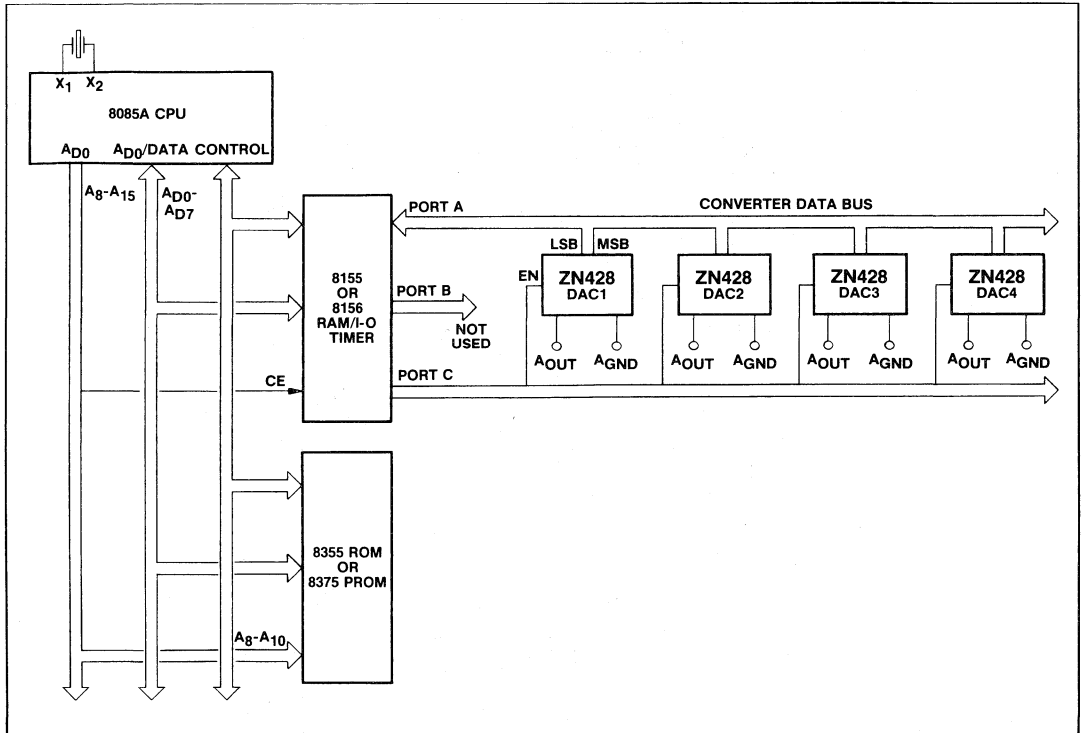 X1 X2
8085A CPU
AD0 AD0/DATA CONTROL
A8-A15
AD0-
AD7
8155
OR
8156
RAM/I-O
TIMER
CE
PORT A
PORT B
NOT
USED
PORT C
CONVERTER DATA BUS
LSB MSB
EN
ZN428
DAC1
ZN428
DAC2
ZN428
DAC3
ZN428
DAC4
AOUT AGND
AOUT AGND
AOUT AGND
AOUT AGND
8355 ROM
OR
8375 PROM
A8-A10